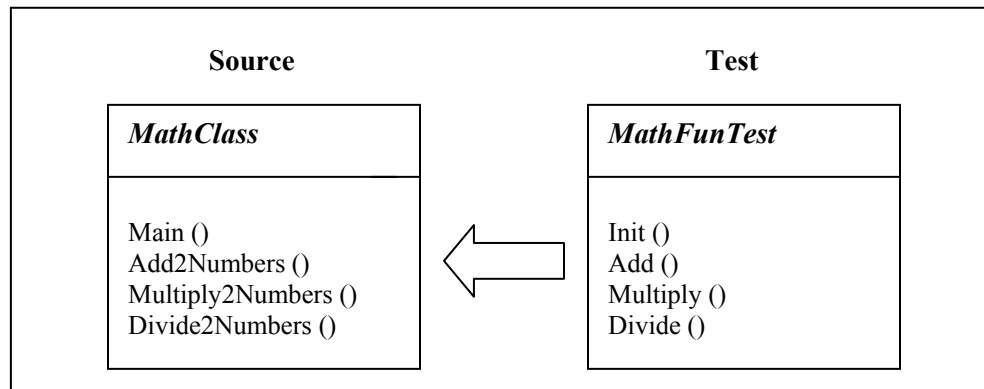 Source
MathClass
Main ()
Add2Numbers ()
Multiply2Numbers ()
Divide2Numbers ()
Test
MathFunTest
Init ()
Add ()
Multiply ()
Divide ()